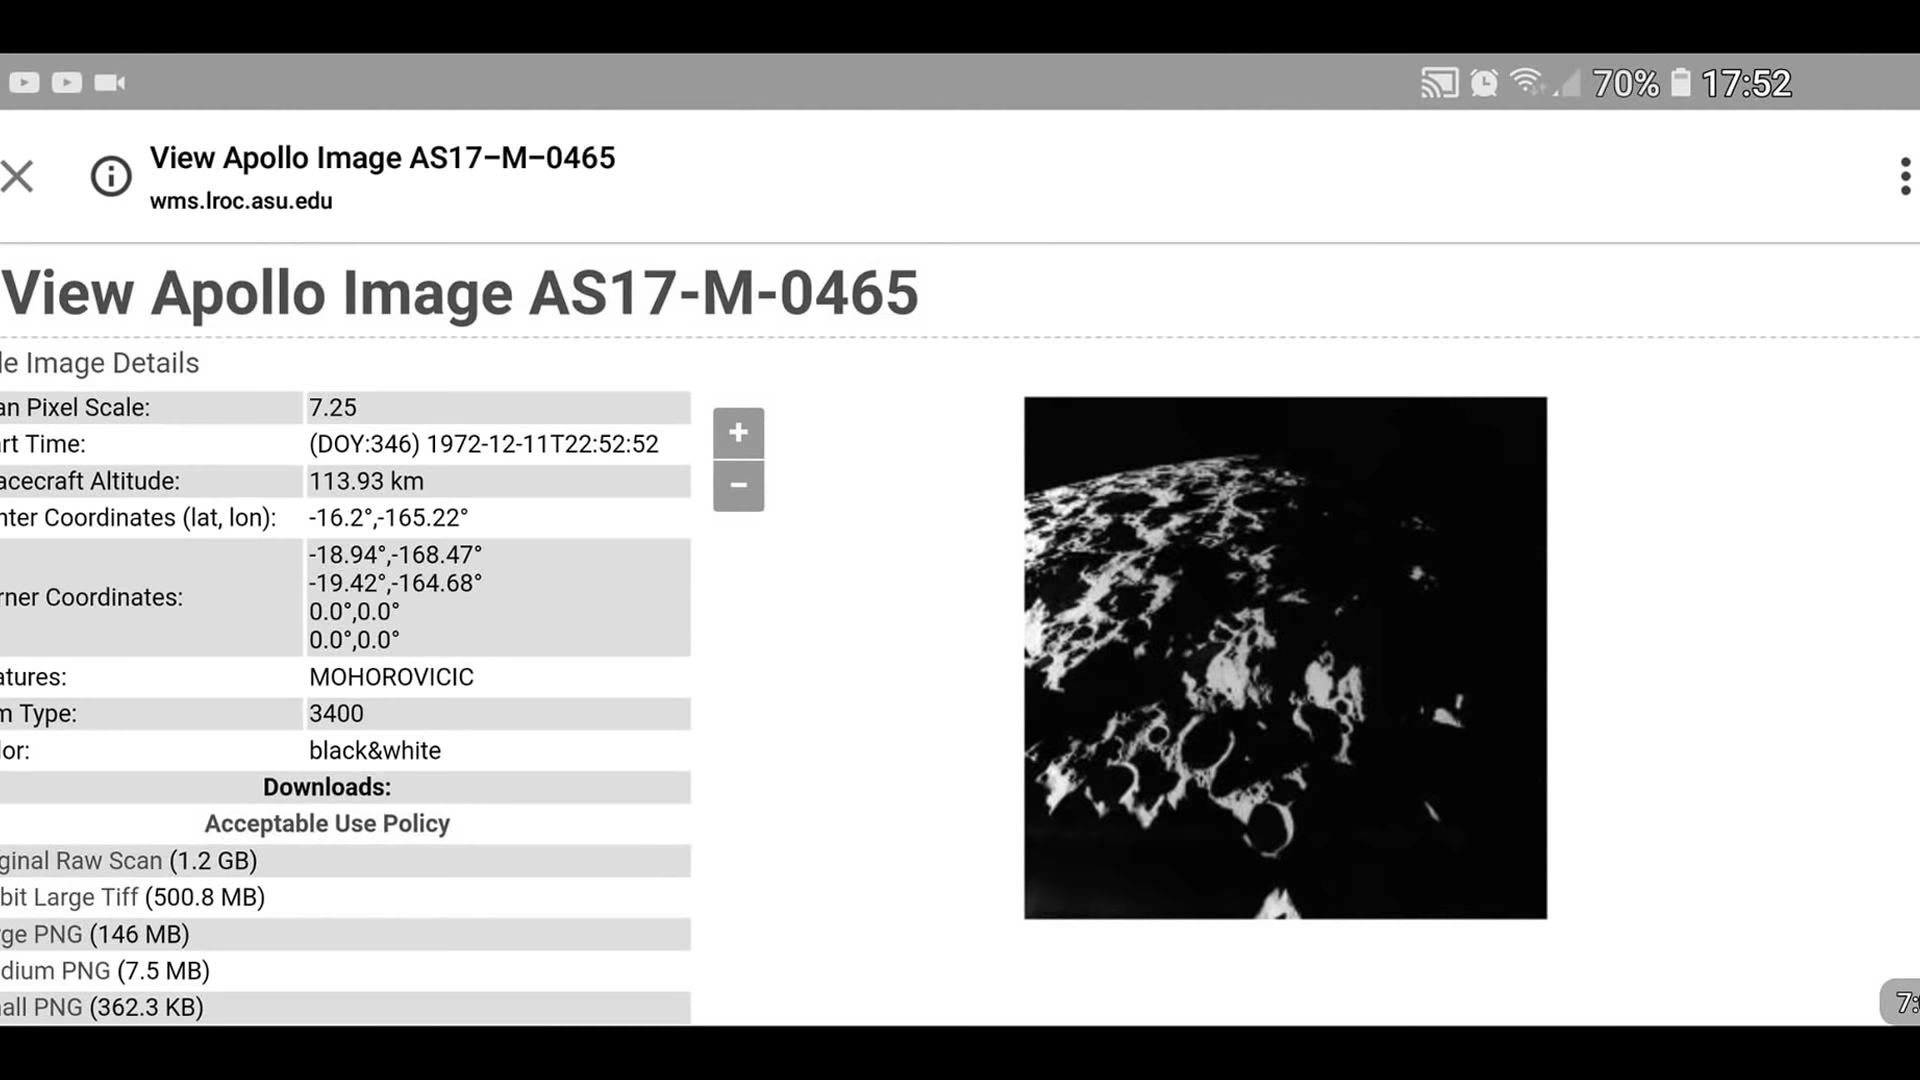 70% 17:52
View Apollo Image AS17–M–0465
wms.lroc.asu.edu
View Apollo Image AS17-M-0465
le Image Details
an Pixel Scale: 7.25
rt Time: (DOY:346) 1972-12-11T22:52:52
acecraft Altitude: 113.93 km
nter Coordinates (lat, lon): -16.2°,-165.22°
-18.94°,-168.47°
-19.42°,-164.68°
rner Coordinates: 0.0°,0.0°
0.0°,0.0°
atures: MOHOROVICIC
m Type: 3400
lor: black&white
Downloads:
Acceptable Use Policy
ginal Raw Scan (1.2 GB)
bit Large Tiff (500.8 MB)
ge PNG (146 MB)
dium PNG (7.5 MB)
all PNG (362.3 KB)